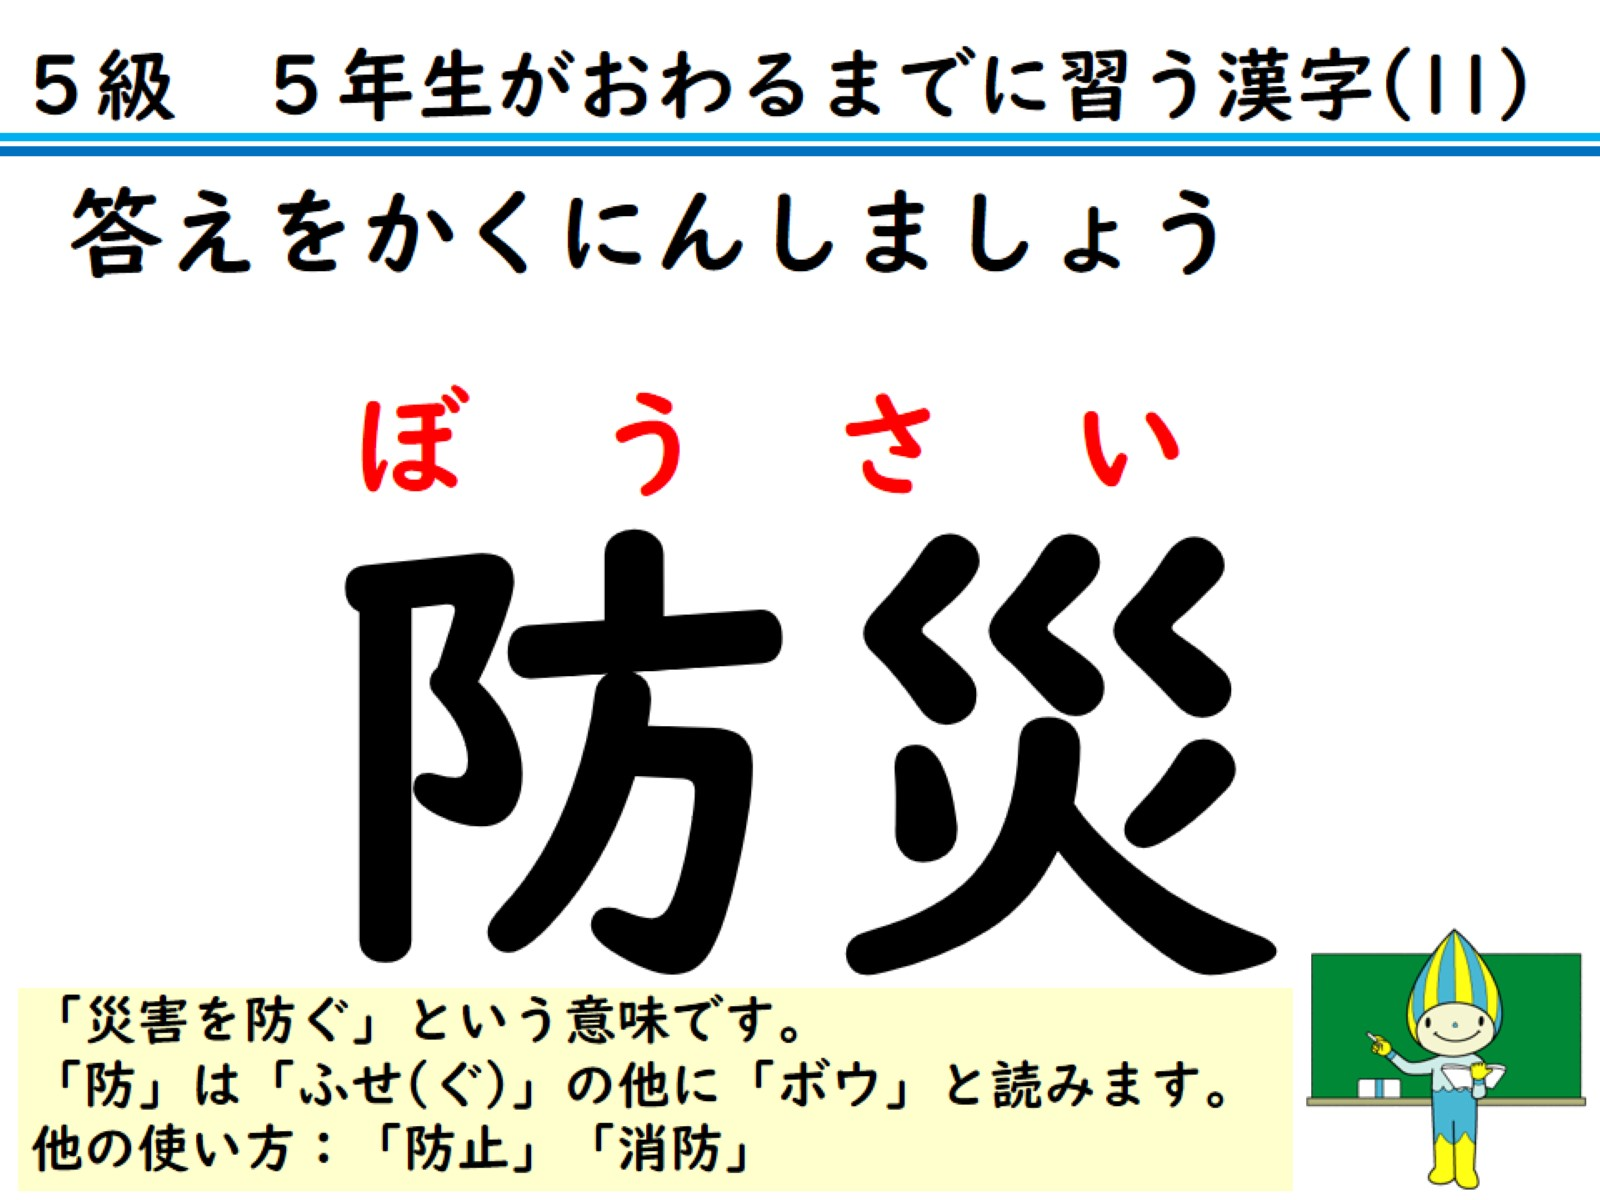 ５級　５年生がおわるまでに習う漢字(11)
答えをかくにんしましょう
ぼうさい
防災
「災害を防ぐ」という意味です。
「防」は「ふせ(ぐ)」の他に「ボウ」と読みます。
他の使い方：「防止」「消防」